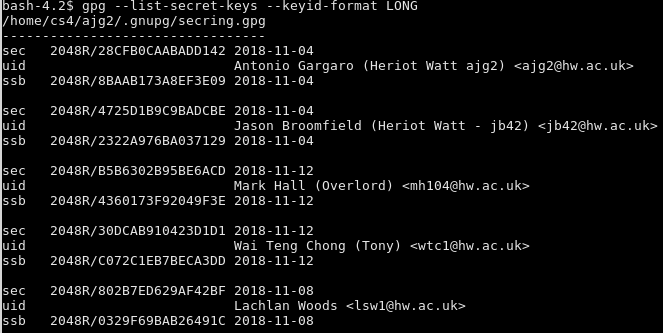 bash-4.2$ gpg --list-secret-keys --keyid-format LONG
/home/cs4/ajg2/.gnupg/secring.gpg
---------------------------------
sec   2048R/28CFB0CAABADD142 2018-11-04
uid                          Antonio Gargaro (Heriot Watt ajg2) <ajg2@hw.ac.uk>
ssb   2048R/8BAAB173A8EF3E09 2018-11-04

sec   2048R/4725D1B9C9BADCBE 2018-11-04
uid                          Jason Broomfield (Heriot Watt - jb42) <jb42@hw.ac.uk>
ssb   2048R/2322A976BA037129 2018-11-04

sec   2048R/B5B6302B95BE6ACD 2018-11-12
uid                          Mark Hall (Overlord) <mh104@hw.ac.uk>
ssb   2048R/4360173F92049F3E 2018-11-12

sec   2048R/30DCAB910423D1D1 2018-11-12
uid                          Wai Teng Chong (Tony) <wtc1@hw.ac.uk>
ssb   2048R/C072C1EB7BECA3DD 2018-11-12

sec   2048R/802B7ED629AF42BF 2018-11-08
uid                          Lachlan Woods <lsw1@hw.ac.uk>
ssb   2048R/0329F69BAB26491C 2018-11-08